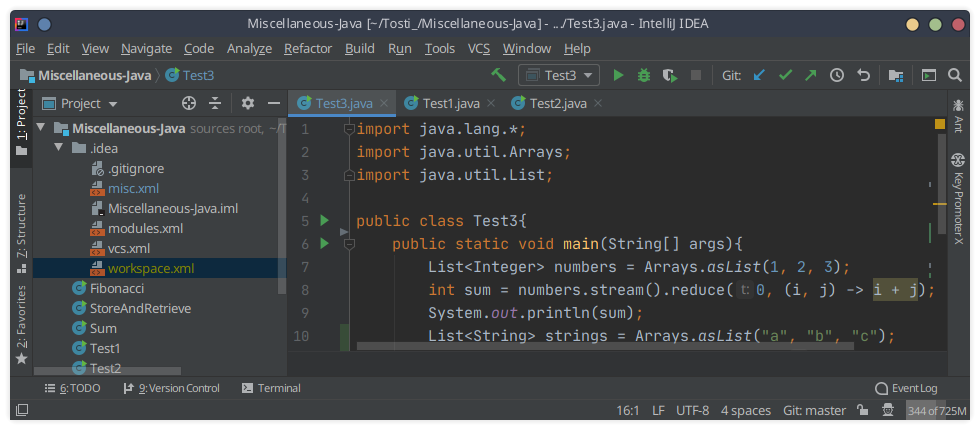 Miscellaneous-Java [~/Tosti_/Miscellaneous-Java] - .../Test3.java - IntelliJ IDEA
File Edit View Navigate Code Analyze Refactor Build Run Tools VCS Window Help
Miscellaneous-Java Test3 Test3 Git:
1: Project
Z: Structure
2: Favorites
Project
Miscellaneous-Java sources root, ~/T
.idea
.gitignore
misc.xml
Miscellaneous-Java.iml
modules.xml
vcs.xml
workspace.xml
Fibonacci
StoreAndRetrieve
Sum
Test1
Test2
Test3.java Test1.java Test2.java
1 import java.lang.*;
2 import java.util.Arrays;
3 import java.util.List;
4
5 public class Test3{
6 public static void main(String[] args){
7 List<Integer> numbers = Arrays.asList(1, 2, 3);
8 int sum = numbers.stream().reduce( t: 0, (i, j) -> i + j);
9 System.out.println(sum);
10 List<String> strings = Arrays.asList("a", "b", "c");
Ant
Key Promoter X
6: TODO 9: Version Control Terminal Event Log
16:1 LF UTF-8 4 spaces Git: master 344 of 725M